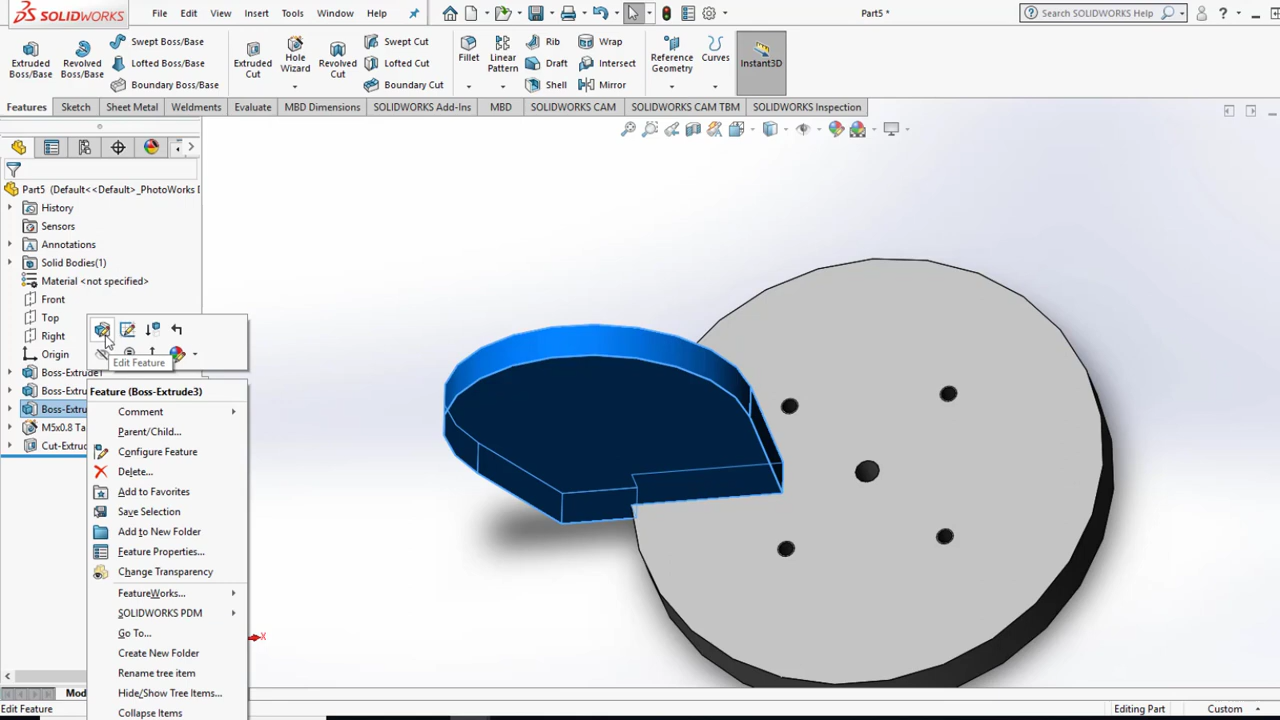 SOLIDWORKS File Edit View Insert Tools Window Help Part5 * Search SOLIDWORKS Help ?
Extruded Boss/Base
Revolved Boss/Base
Swept Boss/Base
Lofted Boss/Base
Boundary Boss/Base
Extruded Cut
Hole Wizard
Revolved Cut
Swept Cut
Lofted Cut
Boundary Cut
Fillet
Linear Pattern
Rib
Draft
Shell
Wrap
Intersect
Mirror
Reference Geometry
Curves
Instant3D
Features Sketch Sheet Metal Weldments Evaluate MBD Dimensions SOLIDWORKS Add-Ins MBD SOLIDWORKS CAM SOLIDWORKS CAM TBM SOLIDWORKS Inspection
Part5 (Default<<Default>_PhotoWorks D
History
Sensors
Annotations
Solid Bodies(1)
Material <not specified>
Front
Top
Right
Origin
Edit Feature
Boss-Extrude1
Boss-Extru
Boss-Extru
M5x0.8 Ta
Cut-Extrud
Feature (Boss-Extrude3)
Comment
Parent/Child...
Configure Feature
Delete...
Add to Favorites
Save Selection
Add to New Folder
Feature Properties...
Change Transparency
FeatureWorks...
SOLIDWORKS PDM
Go To...
Create New Folder
Rename tree item
Hide/Show Tree Items...
Collapse Items
X
Mod
Edit Feature Editing Part Custom